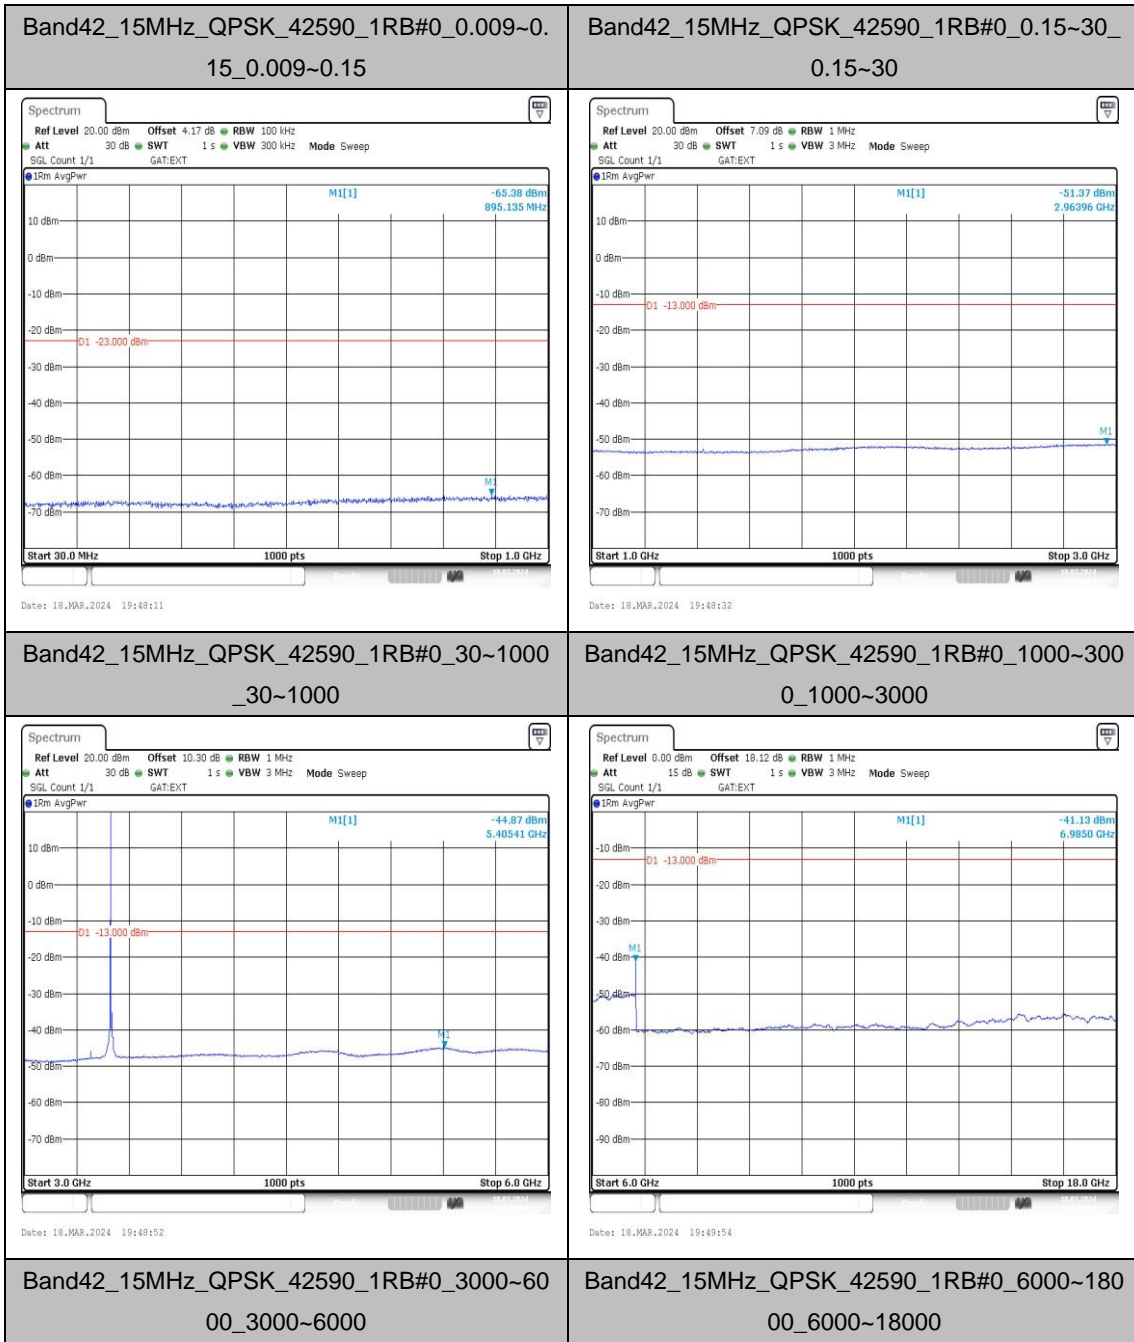 Band42_15MHz_QPSK_42590_1RB#0_0.009~0.
15_0.009~0.15
Band42_15MHz_QPSK_42590_1RB#0_0.15~30_
0.15~30
Spectrum
Ref Level 20.00 dBm Offset 4.17 dB RBW 100 kHz
Att 30 dB SWT 1 s VBW 300 kHz Mode Sweep
SGL Count 1/1 GAT:EXT
1Rm AvgPwr
M1[1] -65.38 dBm
895.135 MHz
10 dBm
0 dBm
-10 dBm
-20 dBm
D1 -23.000 dBm
-30 dBm
-40 dBm
-50 dBm
-60 dBm
M1
-70 dBm
Start 30.0 MHz 1000 pts Stop 1.0 GHz
Date: 18.MAR.2024 19:48:11
Spectrum
Ref Level 20.00 dBm Offset 7.09 dB RBW 1 MHz
Att 30 dB SWT 1 s VBW 3 MHz Mode Sweep
SGL Count 1/1 GAT:EXT
1Rm AvgPwr
M1[1] -51.37 dBm
2.96396 GHz
10 dBm
0 dBm
-10 dBm
D1 -13.000 dBm
-20 dBm
-30 dBm
-40 dBm
-50 dBm
M1
-60 dBm
-70 dBm
Start 1.0 GHz 1000 pts Stop 3.0 GHz
Date: 18.MAR.2024 19:48:32
Band42_15MHz_QPSK_42590_1RB#0_30~1000
_30~1000
Band42_15MHz_QPSK_42590_1RB#0_1000~300
0_1000~3000
Spectrum
Ref Level 20.00 dBm Offset 10.30 dB RBW 1 MHz
Att 30 dB SWT 1 s VBW 3 MHz Mode Sweep
SGL Count 1/1 GAT:EXT
1Rm AvgPwr
M1[1] -44.87 dBm
5.40541 GHz
10 dBm
0 dBm
-10 dBm
D1 -13.000 dBm
-20 dBm
-30 dBm
-40 dBm
M1
-50 dBm
-60 dBm
-70 dBm
Start 3.0 GHz 1000 pts Stop 6.0 GHz
Date: 18.MAR.2024 19:48:52
Spectrum
Ref Level 0.00 dBm Offset 18.12 dB RBW 1 MHz
Att 15 dB SWT 1 s VBW 3 MHz Mode Sweep
SGL Count 1/1 GAT:EXT
1Rm AvgPwr
M1[1] -41.13 dBm
6.9850 GHz
-10 dBm
D1 -13.000 dBm
-20 dBm
-30 dBm
M1
-40 dBm
-50 dBm
-60 dBm
-70 dBm
-80 dBm
-90 dBm
Start 6.0 GHz 1000 pts Stop 18.0 GHz
Date: 18.MAR.2024 19:49:54
Band42_15MHz_QPSK_42590_1RB#0_3000~60
00_3000~6000
Band42_15MHz_QPSK_42590_1RB#0_6000~180
00_6000~18000